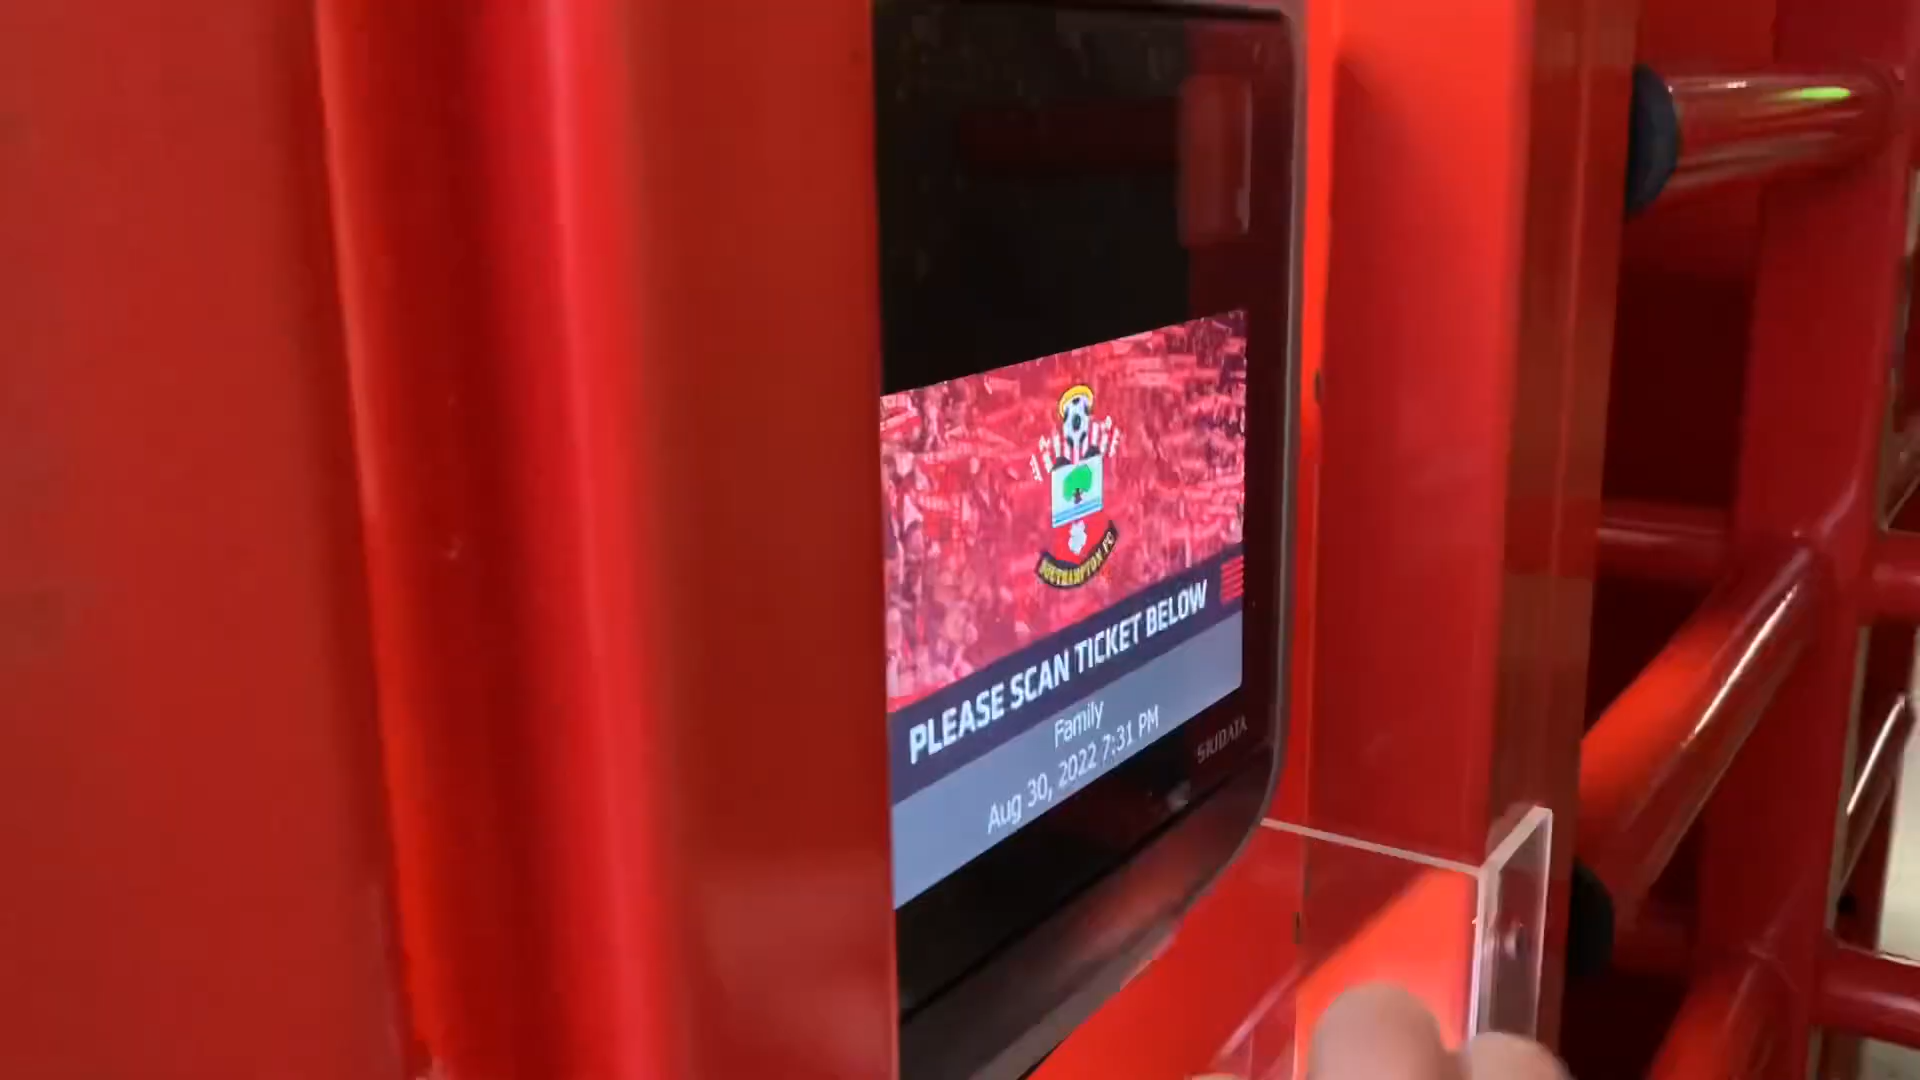 SOUTHAMPTON FC
PLEASE SCAN TICKET BELOW
Family
Aug 30, 2022 7:31 PM
SKIDATA